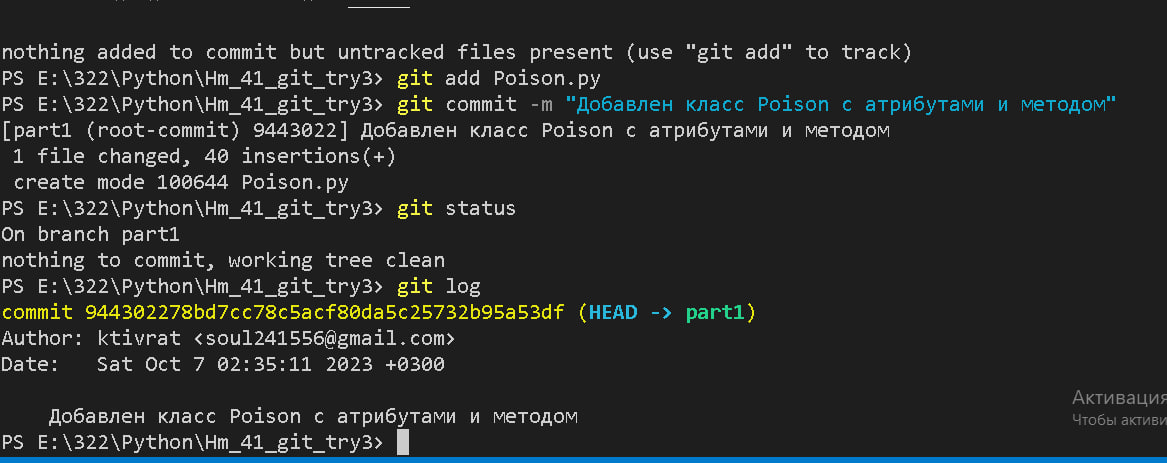 nothing added to commit but untracked files present (use "git add" to track)
PS E:\322\Python\Hm_41_git_try3> git add Poison.py
PS E:\322\Python\Hm_41_git_try3> git commit -m "Добавлен класс Poison с атрибутами и методом"
[part1 (root-commit) 9443022] Добавлен класс Poison с атрибутами и методом
 1 file changed, 40 insertions(+)
 create mode 100644 Poison.py
PS E:\322\Python\Hm_41_git_try3> git status
On branch part1
nothing to commit, working tree clean
PS E:\322\Python\Hm_41_git_try3> git log
commit 944302278bd7cc78c5acf80da5c25732b95a53df (HEAD -> part1)
Author: ktivrat <soul241556@gmail.com>
Date:   Sat Oct 7 02:35:11 2023 +0300
Активация
    Добавлен класс Poison с атрибутами и методом
Чтобы активи
PS E:\322\Python\Hm_41_git_try3>